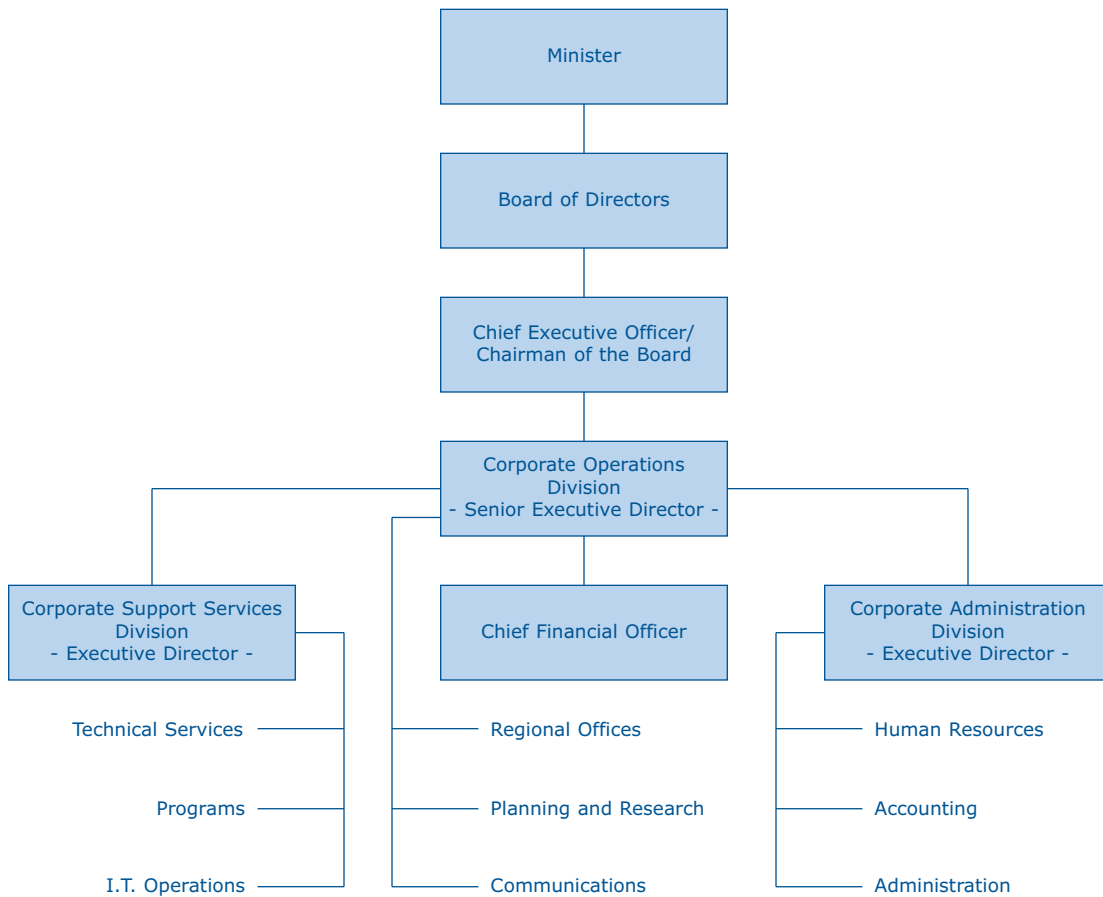 Minister
Board of Directors
Chief Executive Officer/
Chairman of the Board
Corporate Operations
Division
- Senior Executive Director -
Corporate Support Services
Division
- Executive Director -
Chief Financial Officer
Corporate Administration
Division
- Executive Director -
Technical Services
Regional Offices
Human Resources
Programs
Planning and Research
Accounting
I.T. Operations
Communications
Administration